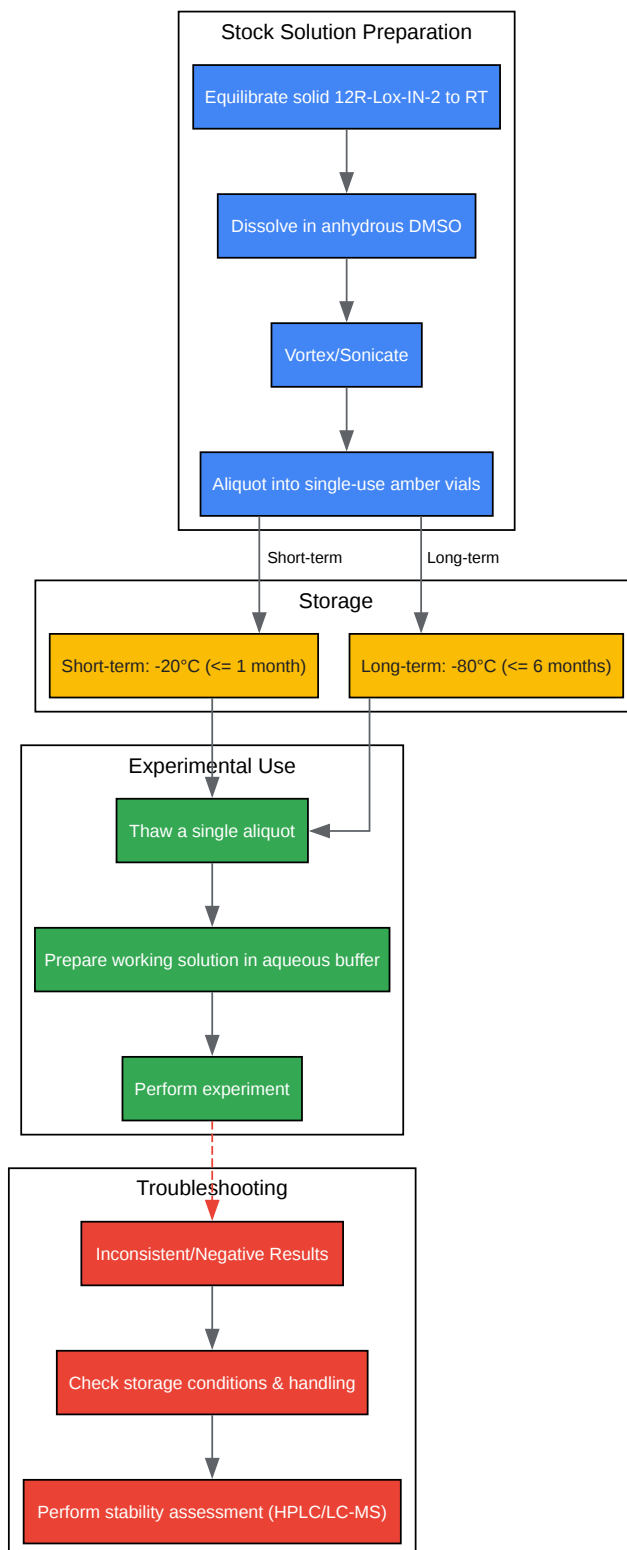 Stock Solution Preparation
Equilibrate solid 12R-Lox-IN-2 to RT
Dissolve in anhydrous DMSO
Vortex/Sonicate
Aliquot into single-use amber vials
Short-term
Long-term
Storage
Short-term: -20°C (<= 1 month)
Long-term: -80°C (<= 6 months)
Experimental Use
Thaw a single aliquot
Prepare working solution in aqueous buffer
Perform experiment
Troubleshooting
Inconsistent/Negative Results
Check storage conditions & handling
Perform stability assessment (HPLC/LC-MS)